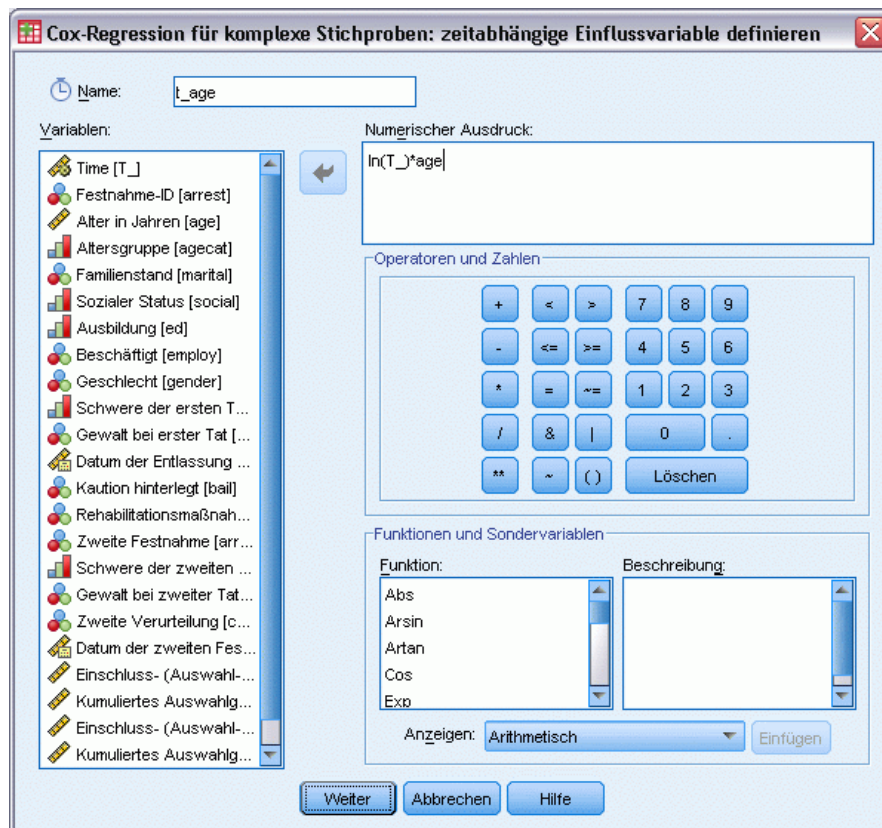 Cox-Regression für komplexe Stichproben: zeitabhängige Einflussvariable definieren
Name:
t_age
Variablen:
Time [T_]
Festnahme-ID [arrest]
Alter in Jahren [age]
Altersgruppe [agecat]
Familienstand [marital]
Sozialer Status [social]
Ausbildung [ed]
Beschäftigt [employ]
Geschlecht [gender]
Schwere der ersten T...
Gewalt bei erster Tat [...
Datum der Entlassung ...
Kaution hinterlegt [bail]
Rehabilitationsmaßnah...
Zweite Festnahme [arr...
Schwere der zweiten ...
Gewalt bei zweiter Tat...
Zweite Verurteilung [c...
Datum der zweiten Fes...
Einschluss- (Auswahl-...
Kumuliertes Auswahlg...
Einschluss- (Auswahl-...
Kumuliertes Auswahlg...
Numerischer Ausdruck:
ln(T_)*age
Operatoren und Zahlen
+ < > 7 8 9
- <= >= 4 5 6
* = ~= 1 2 3
/ & | 0 .
** ~ ( ) Löschen
Funktionen und Sondervariablen
Funktion:
Abs
Arsin
Artan
Cos
Exp
Beschreibung:
Anzeigen: Arithmetisch Einfügen
Weiter Abbrechen Hilfe